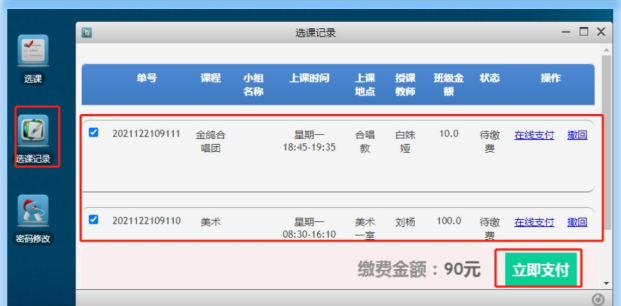 选课记录
选课
单号 课程 小组名称 上课时间 上课地点 授课教师 班级金额 状态 操作
选课记录
2021122109111 金鸽合唱团 星期一 18:45-19:35 合唱教 白姝娅 10.0 待缴费 在线支付 撤回
密码修改
2021122109110 美术 星期一 08:30-16:10 美术一室 刘杨 100.0 待缴费 在线支付 撤回
缴费金额：90元 立即支付